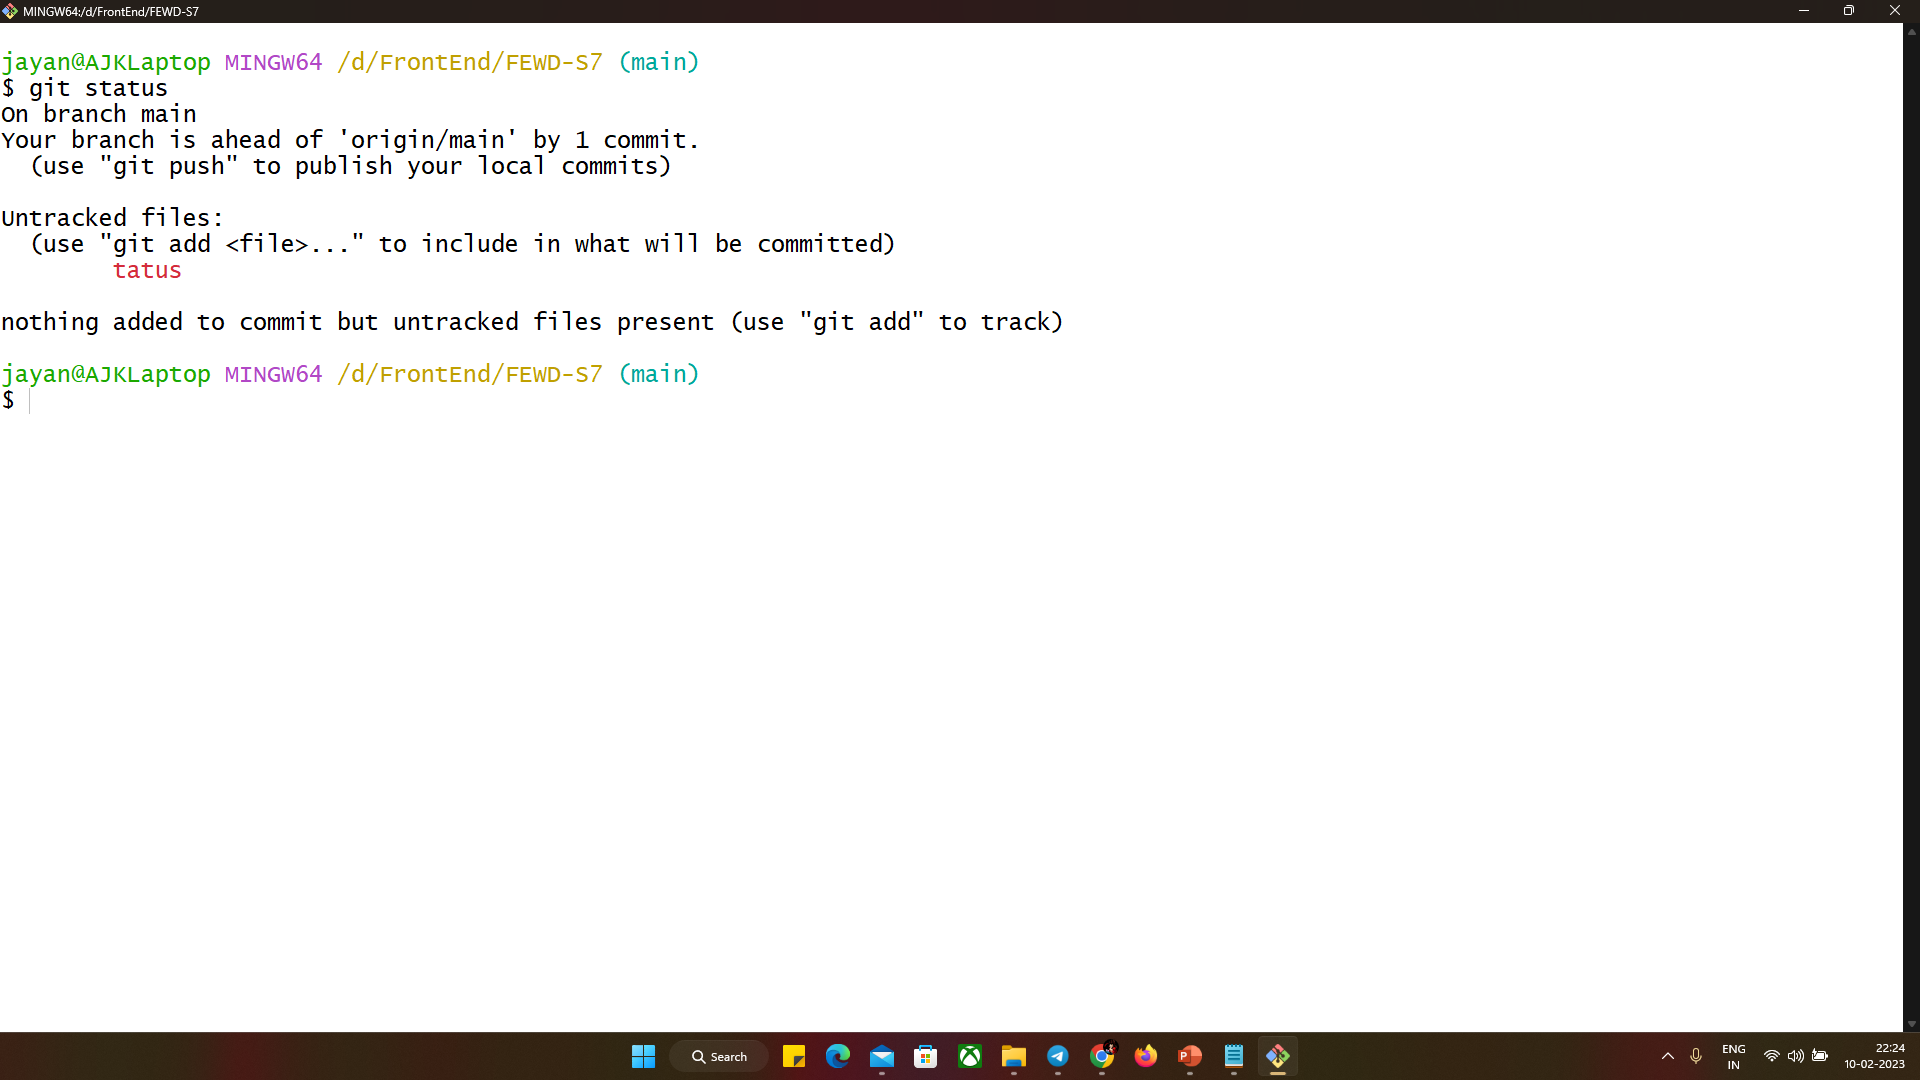 MINGW64:/d/FrontEnd/FEWD-S7
jayan@AJKLaptop MINGW64 /d/FrontEnd/FEWD-S7 (main)
$ git status
On branch main
Your branch is ahead of 'origin/main' by 1 commit.
  (use "git push" to publish your local commits)
Untracked files:
  (use "git add <file>..." to include in what will be committed)
        tatus
nothing added to commit but untracked files present (use "git add" to track)
jayan@AJKLaptop MINGW64 /d/FrontEnd/FEWD-S7 (main)
$
Search
P
ENG
IN
22:24
10-02-2023